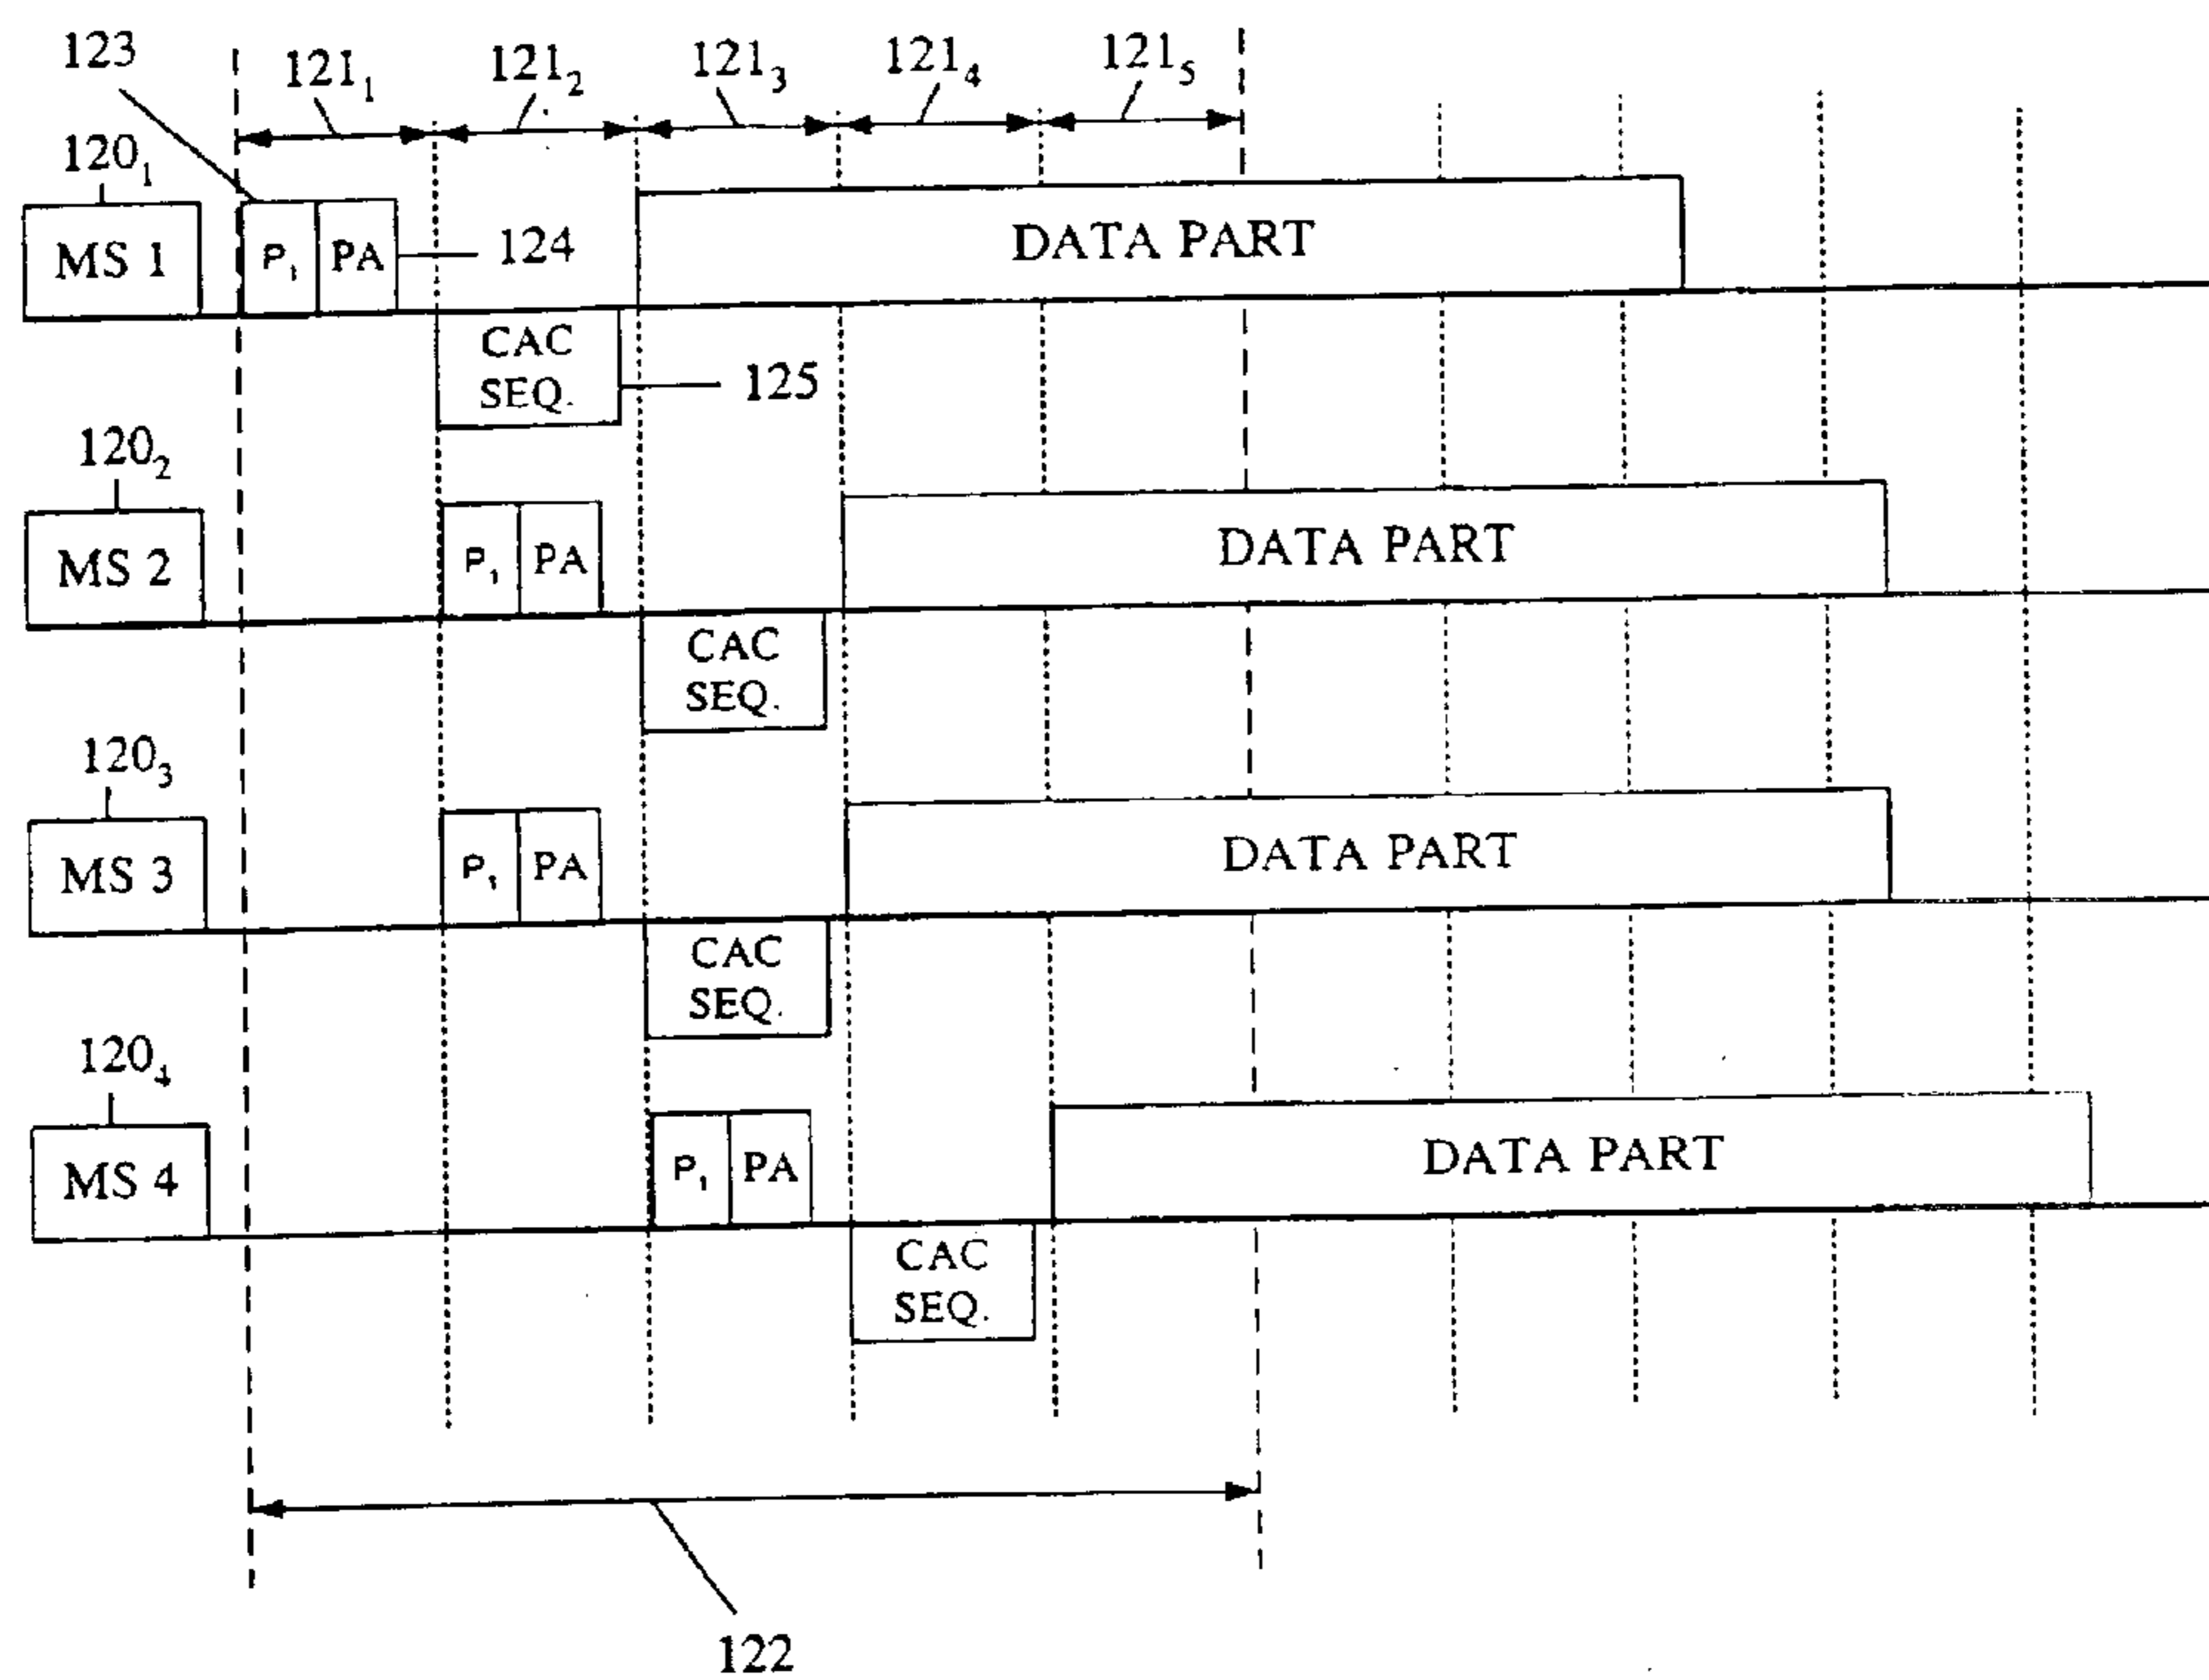 123
121₁
121₂
121₃
121₄
121₅
120₁
MS 1
P₁
PA
124
DATA PART
CAC
SEQ.
125
120₂
MS 2
P₁
PA
DATA PART
CAC
SEQ.
120₃
MS 3
P₁
PA
DATA PART
CAC
SEQ.
120₄
MS 4
P₁
PA
DATA PART
CAC
SEQ.
122